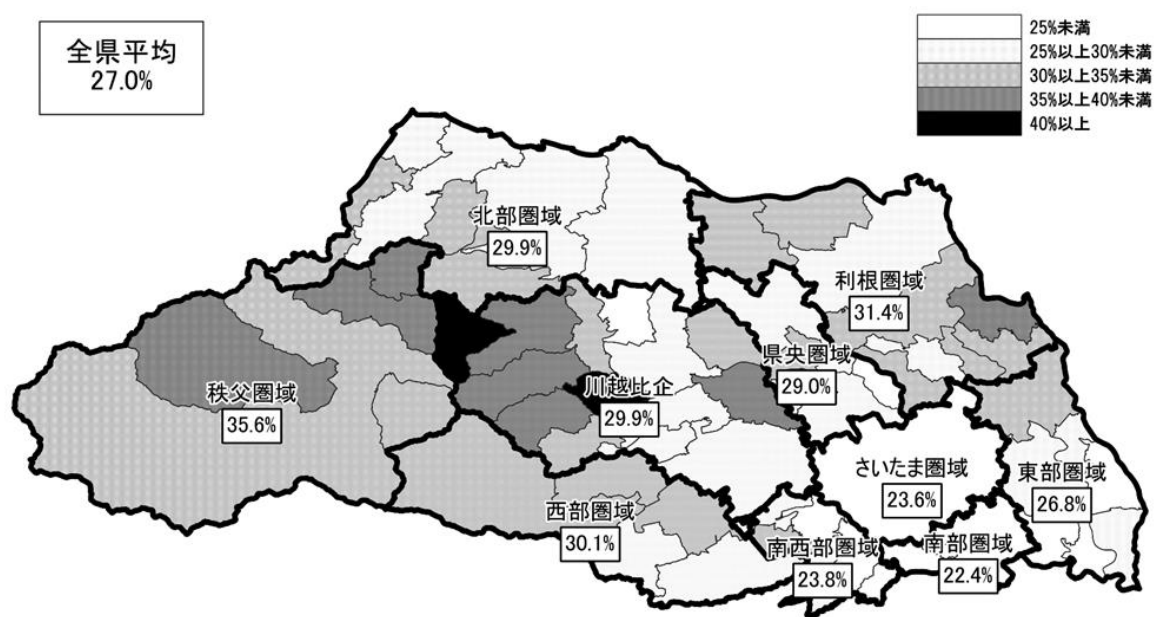 全県平均
27.0%
25%未満
25%以上30%未満
30%以上35%未満
35%以上40%未満
40%以上
北部圏域
29.9%
利根圏域
31.4%
県央圏域
29.0%
川越比企
29.9%
秩父圏域
35.6%
さいたま圏域
23.6%
東部圏域
26.8%
西部圏域
30.1%
南西部圏域
23.8%
南部圏域
22.4%